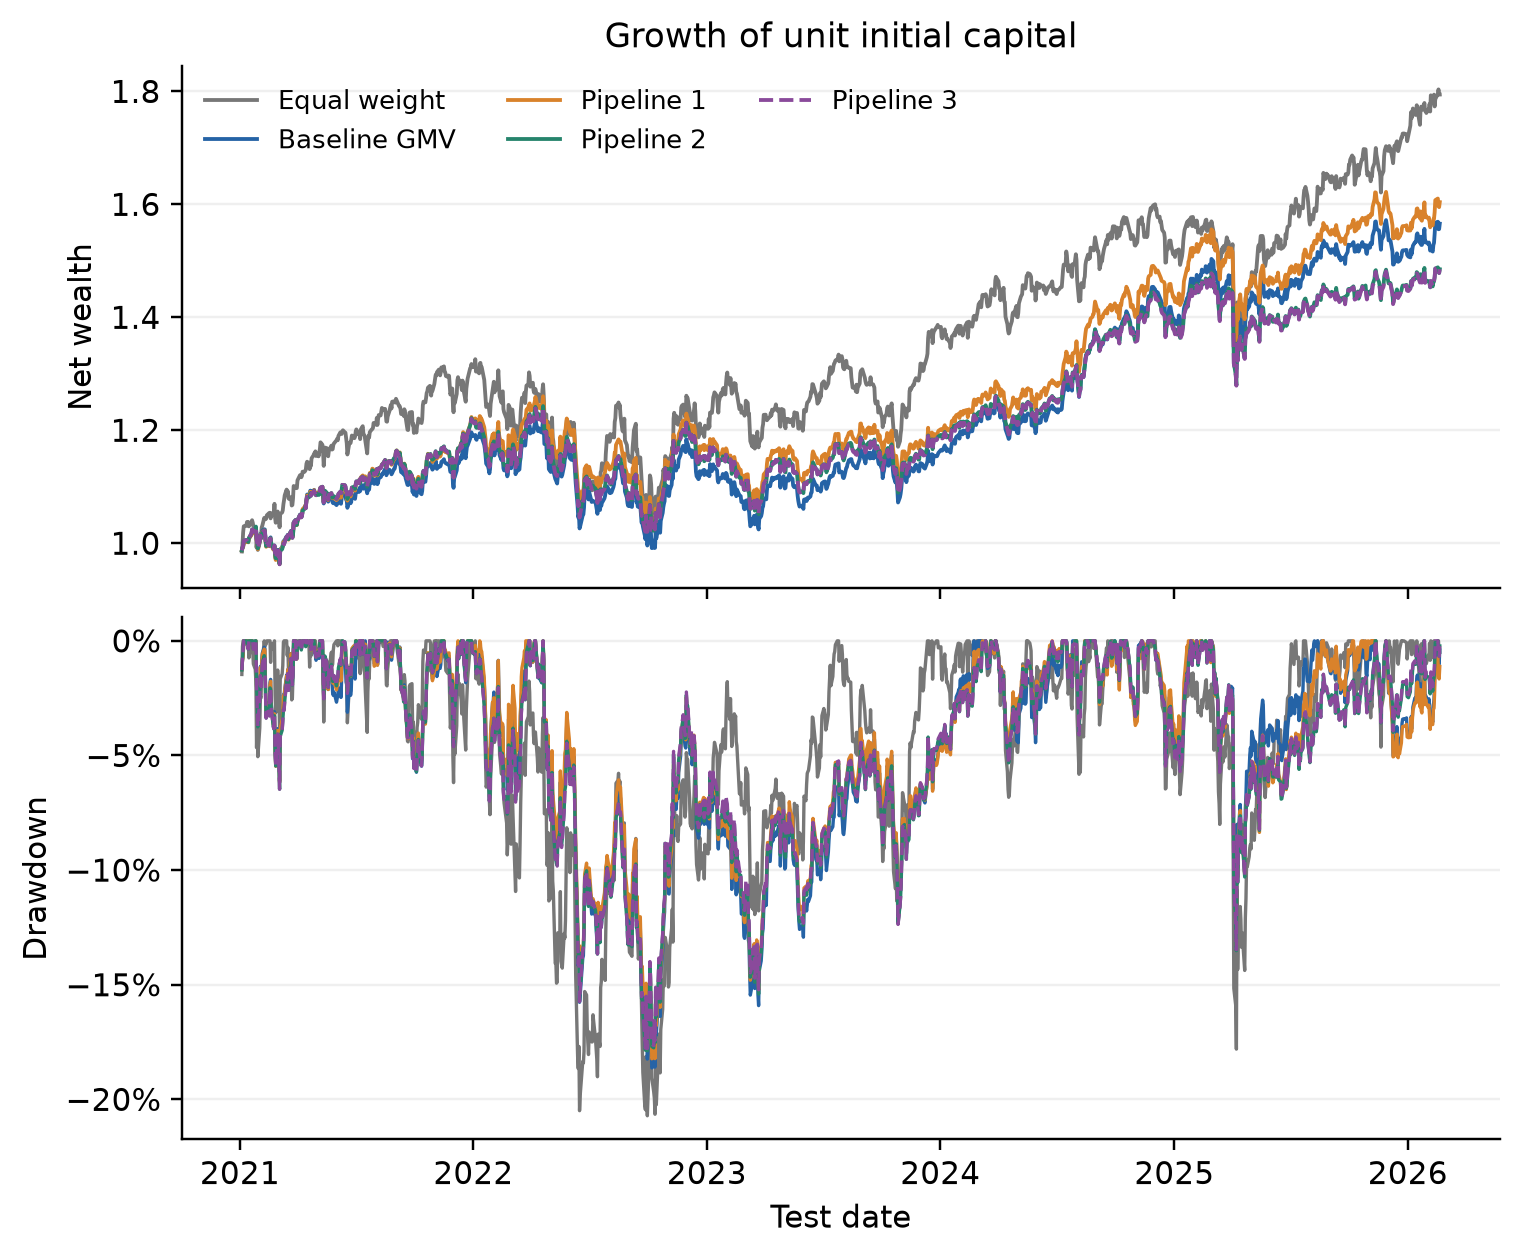 Growth of unit initial capital
Equal weight
Baseline GMV
Pipeline 1
Pipeline 2
Pipeline 3
Net wealth
1.8
1.6
1.4
1.2
1.0
Drawdown
0%
−5%
−10%
−15%
−20%
2021 2022 2023 2024 2025 2026
Test date